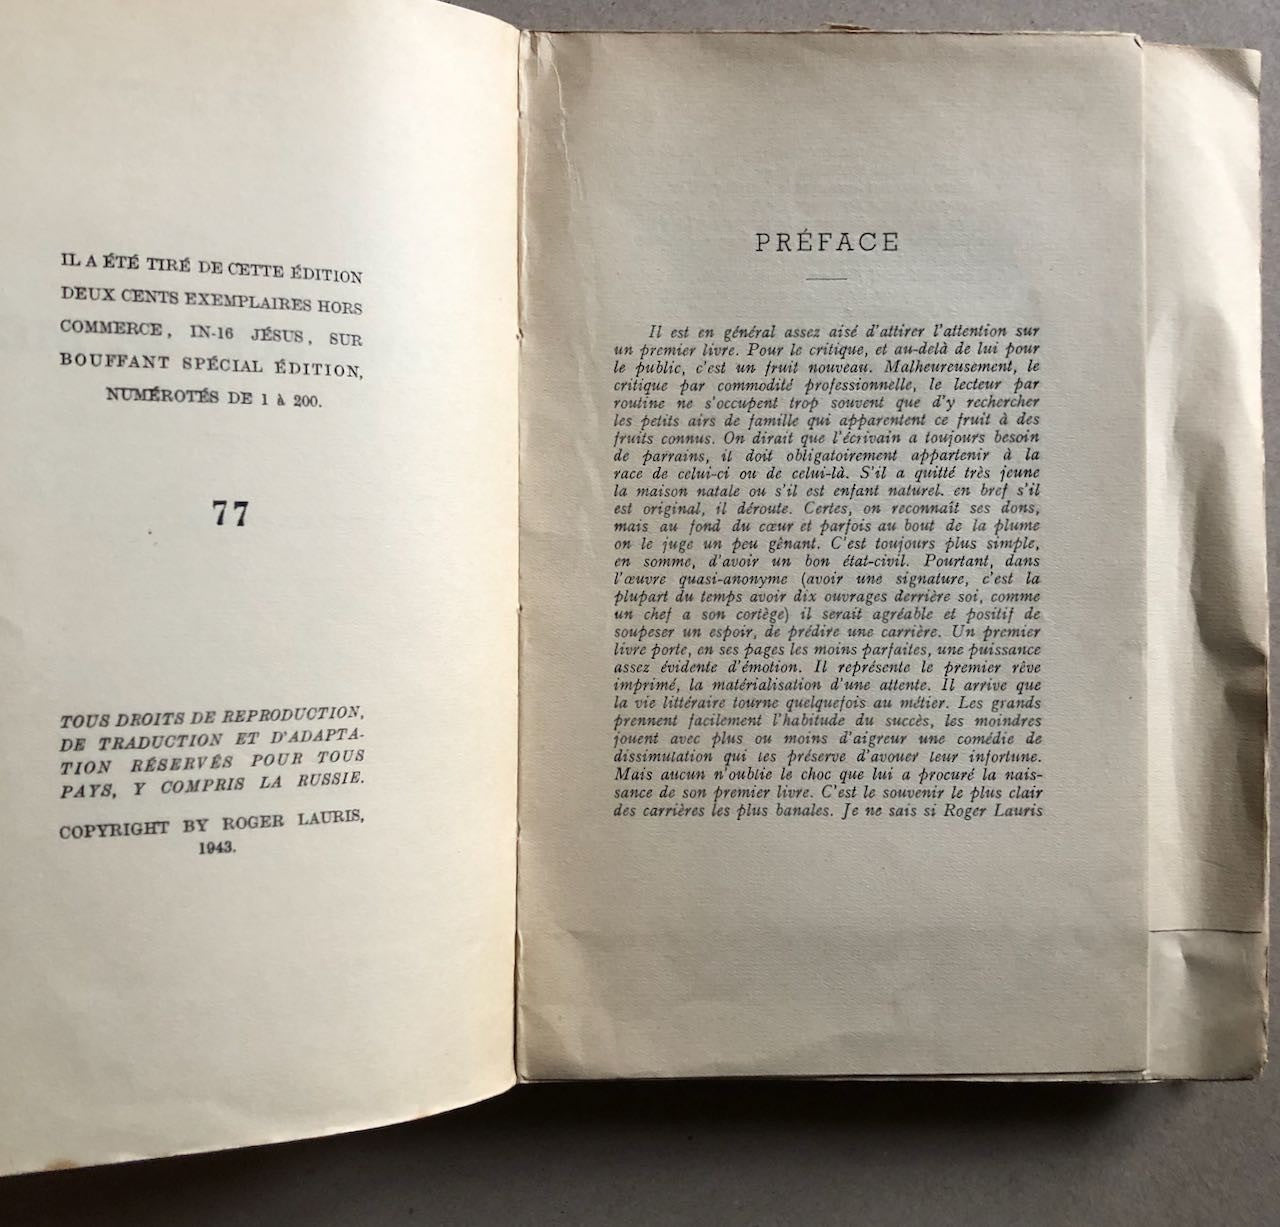 IL A ÉTÉ TIRÉ DE CETTE ÉDITION
DEUX CENTS EXEMPLAIRES HORS
COMMERCE, IN-16 JÉSUS, SUR
BOUFFANT SPÉCIAL ÉDITION,
NUMÉROTÉS DE 1 à 200.
77
TOUS DROITS DE REPRODUCTION,
DE TRADUCTION ET D'ADAPTA-
TION RÉSERVÉS POUR TOUS
PAYS, Y COMPRIS LA RUSSIE.
COPYRIGHT BY ROGER LAURIS,
1943.
PRÉFACE
Il est en général assez aisé d'attirer l'attention sur
un premier livre. Pour le critique, et au-delà de lui pour
le public, c'est un fruit nouveau. Malheureusement, le
critique par commodité professionnelle, le lecteur par
routine ne s'occupent trop souvent que d'y rechercher
les petits airs de famille qui apparentent ce fruit à des
fruits connus. On dirait que l'écrivain a toujours besoin
de parrains, il doit obligatoirement appartenir à la
race de celui-ci ou de celui-là. S'il a quitté très jeune
la maison natale ou s'il est enfant naturel. en bref s'il
est original, il déroute. Certes, on reconnaît ses dons,
mais au fond du cœur et parfois au bout de la plume
on le juge un peu gênant. C'est toujours plus simple,
en somme, d'avoir un bon état-civil. Pourtant, dans
l'œuvre quasi-anonyme (avoir une signature, c'est la
plupart du temps avoir dix ouvrages derrière soi, comme
un chef a son cortège) il serait agréable et positif de
soupeser un espoir, de prédire une carrière. Un premier
livre porte, en ses pages les moins parfaites, une puissance
assez évidente d'émotion. Il représente le premier rêve
imprimé, la matérialisation d'une attente. Il arrive que
la vie littéraire tourne quelquefois au métier. Les grands
prennent facilement l'habitude du succès, les moindres
jouent avec plus ou moins d'aigreur une comédie de
dissimulation qui les préserve d'avouer leur infortune.
Mais aucun n'oublie le choc que lui a procuré la nais-
sance de son premier livre. C'est le souvenir le plus clair
des carrières les plus banales. Je ne sais si Roger Lauris